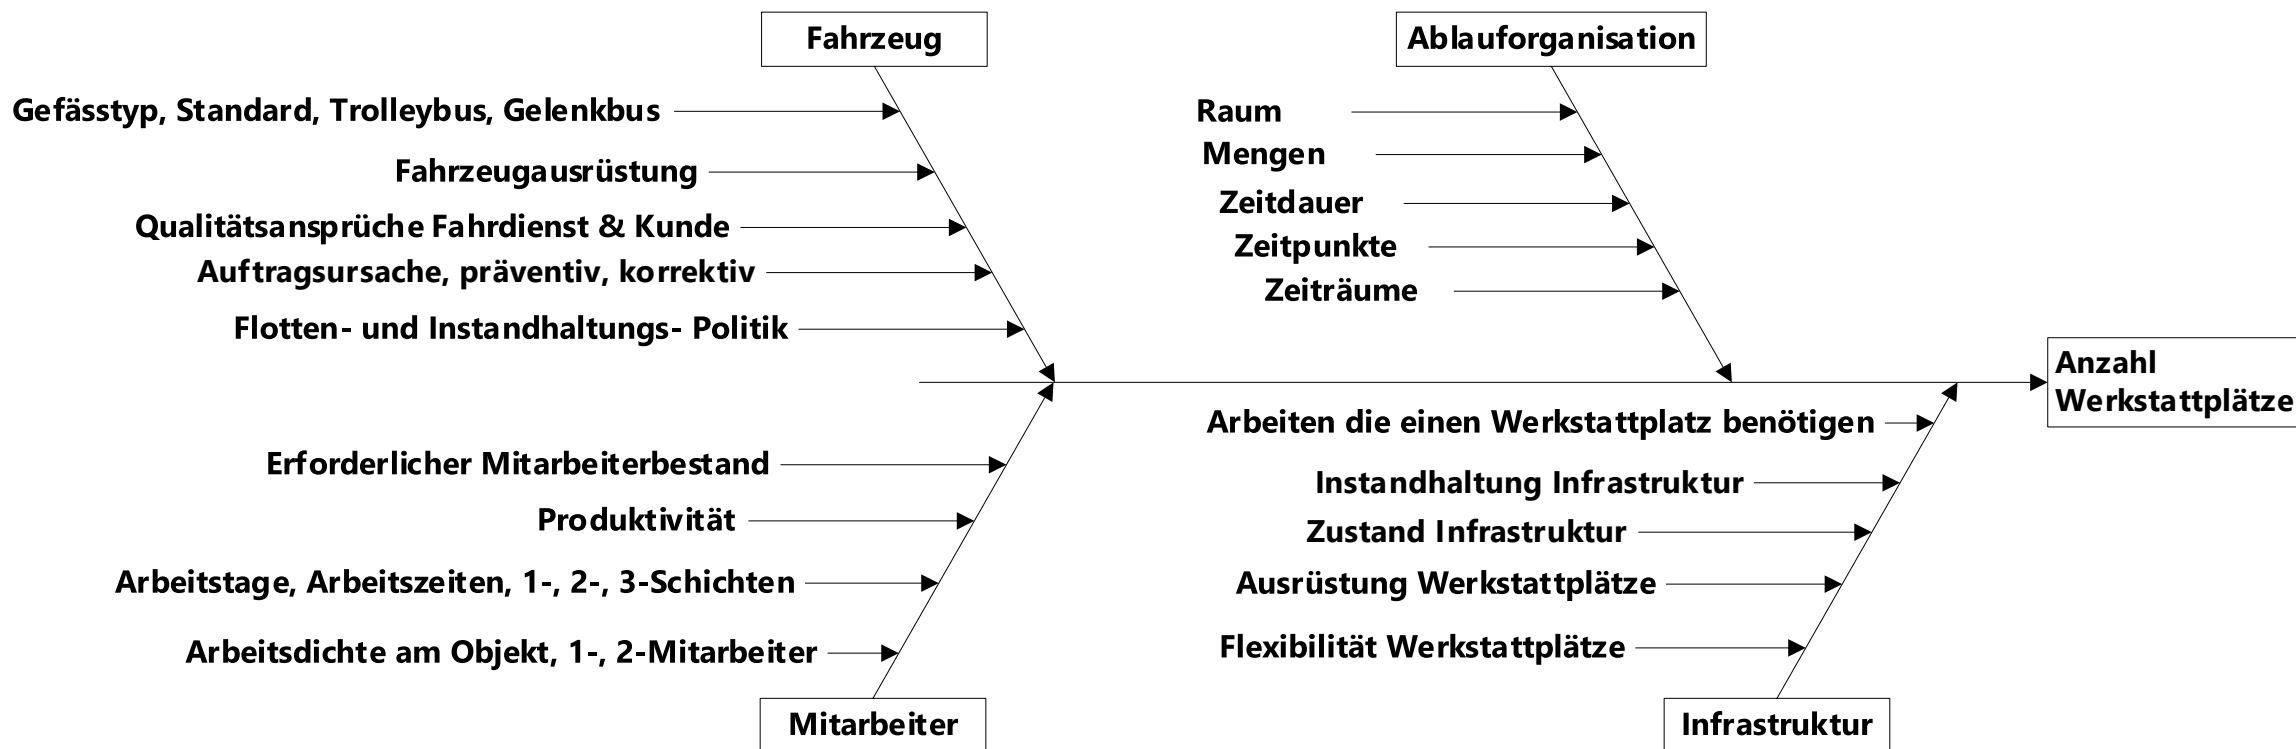 Fahrzeug
Ablauforganisation
Gefässtyp, Standard, Trolleybus, Gelenkbus
Fahrzeugausrüstung
Qualitätsansprüche Fahrdienst & Kunde
Auftragsursache, präventiv, korrektiv
Flotten- und Instandhaltungs- Politik
Raum
Mengen
Zeitdauer
Zeitpunkte
Zeiträume
Anzahl
Werkstattplätze
Erforderlicher Mitarbeiterbestand
Produktivität
Arbeitstage, Arbeitszeiten, 1-, 2-, 3-Schichten
Arbeitsdichte am Objekt, 1-, 2-Mitarbeiter
Arbeiten die einen Werkstattplatz benötigen
Instandhaltung Infrastruktur
Zustand Infrastruktur
Ausrüstung Werkstattplätze
Flexibilität Werkstattplätze
Mitarbeiter
Infrastruktur